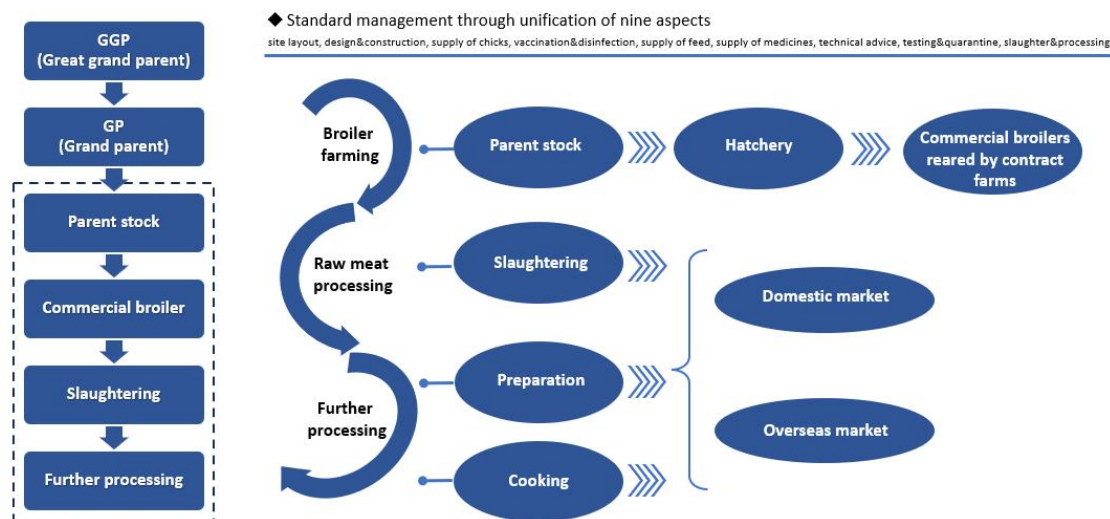 ◆ Standard management through unification of nine aspects
site layout, design&construction, supply of chicks, vaccination&disinfection, supply of feed, supply of medicines, technical advice, testing&quarantine, slaughter&processing
GGP
(Great grand parent)
GP
(Grand parent)
Parent stock
Commercial broiler
Slaughtering
Further processing
Broiler
farming
Parent stock
Hatchery
Commercial broilers
reared by contract
farms
Raw meat
processing
Slaughtering
Domestic market
Further
processing
Preparation
Cooking
Overseas market